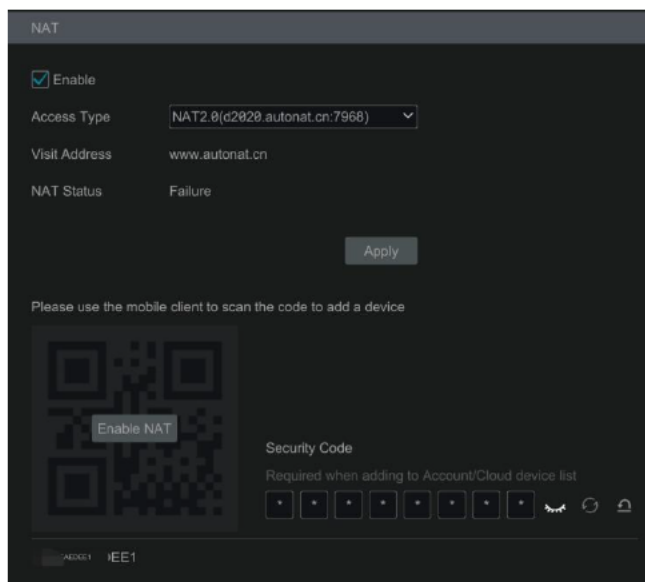 NAT
Enable
Access Type NAT2.0(d2020.autonat.cn:7968)
Visit Address www.autonat.cn
NAT Status Failure
Apply
Please use the mobile client to scan the code to add a device
Enable NAT
Security Code
Required when adding to Account/Cloud device list
* * * * * * * *
EE1